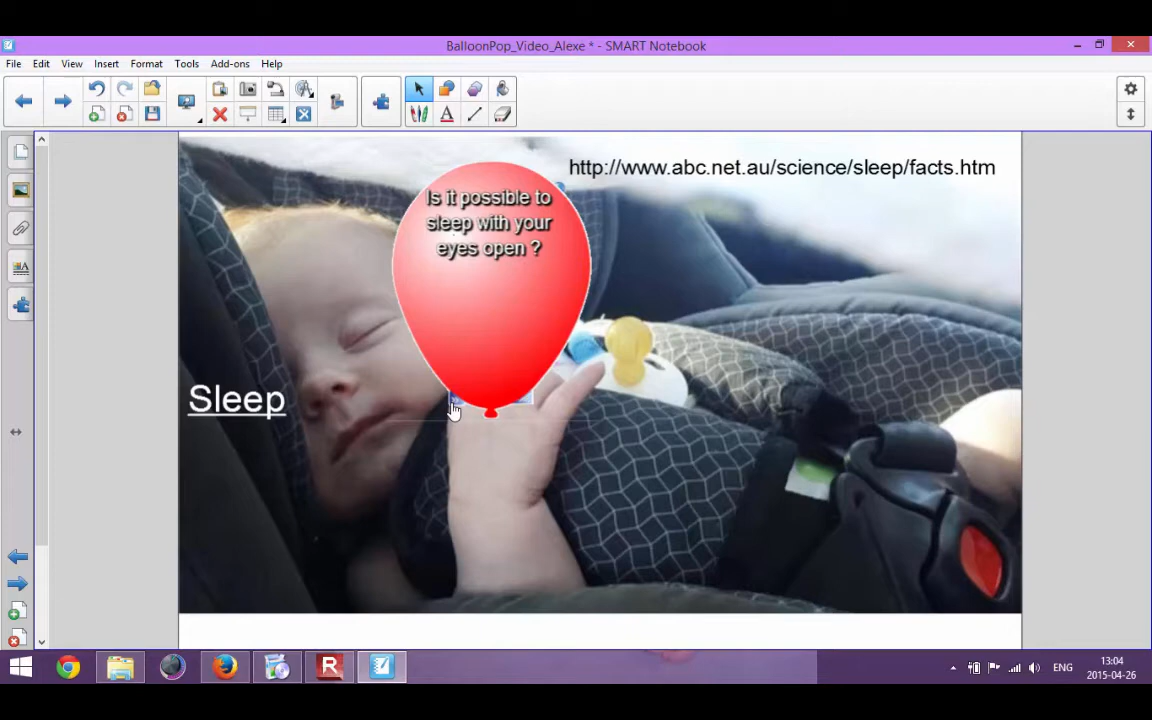 BalloonPop_Video_Alexe * - SMART Notebook
File Edit View Insert Format Tools Add-ons Help
http://www.abc.net.au/science/sleep/facts.htm
Is it possible to
sleep with your
eyes open ?
Sleep
ENG
13:04
2015-04-26